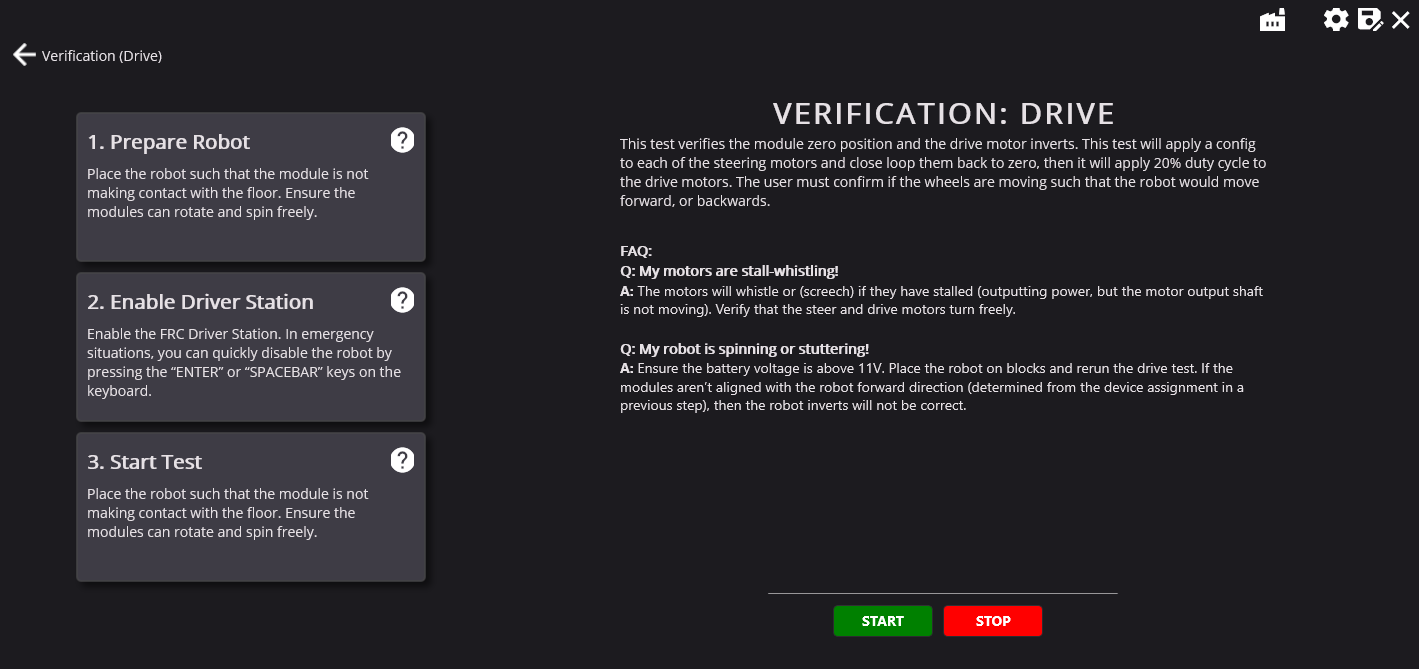 Verification (Drive)
1. Prepare Robot
Place the robot such that the module is not
making contact with the floor. Ensure the
modules can rotate and spin freely.
2. Enable Driver Station
Enable the FRC Driver Station. In emergency
situations, you can quickly disable the robot by
pressing the “ENTER” or “SPACEBAR” keys on the
keyboard.
3. Start Test
Place the robot such that the module is not
making contact with the floor. Ensure the
modules can rotate and spin freely.
VERIFICATION: DRIVE
This test verifies the module zero position and the drive motor inverts. This test will apply a config
to each of the steering motors and close loop them back to zero, then it will apply 20% duty cycle to
the drive motors. The user must confirm if the wheels are moving such that the robot would move
forward, or backwards.
FAQ:
Q: My motors are stall-whistling!
A: The motors will whistle or (screech) if they have stalled (outputting power, but the motor output shaft
is not moving). Verify that the steer and drive motors turn freely.
Q: My robot is spinning or stuttering!
A: Ensure the battery voltage is above 11V. Place the robot on blocks and rerun the drive test. If the
modules aren’t aligned with the robot forward direction (determined from the device assignment in a
previous step), then the robot inverts will not be correct.
START
STOP